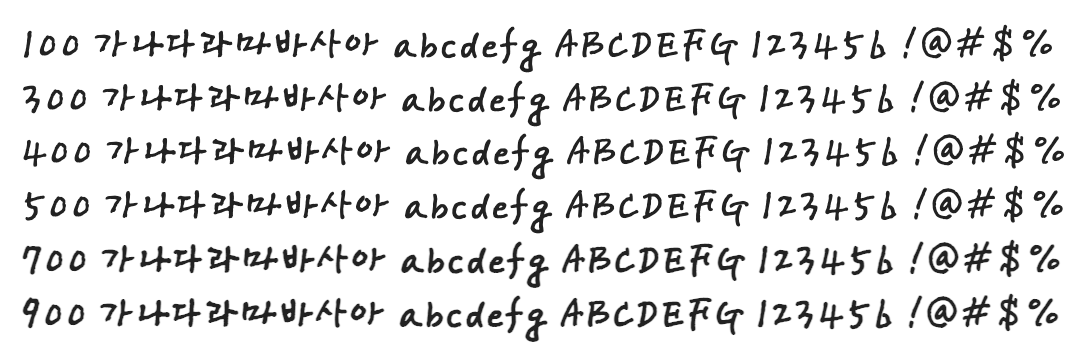 100 가나다라마바사아 abcdefg ABCDEFG 123456 !@#$%
300 가나다라마바사아 abcdefg ABCDEFG 123456 !@#$%
400 가나다라마바사아 abcdefg ABCDEFG 123456 !@#$%
500 가나다라마바사아 abcdefg ABCDEFG 123456 !@#$%
700 가나다라마바사아 abcdefg ABCDEFG 123456 !@#$%
900 가나다라마바사아 abcdefg ABCDEFG 123456 !@#$%